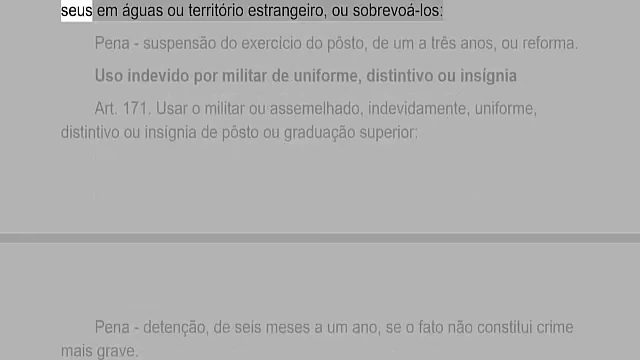 seus em águas ou território estrangeiro, ou sobrevoá-los:
Pena - suspensão do exercício do pôsto, de um a três anos, ou reforma.
Uso indevido por militar de uniforme, distintivo ou insígnia
Art. 171. Usar o militar ou assemelhado, indevidamente, uniforme,
distintivo ou insignia de pôsto ou graduação superior:
Pena - detenção, de seis meses a um ano, se o fato não constitui crime
mais grave.